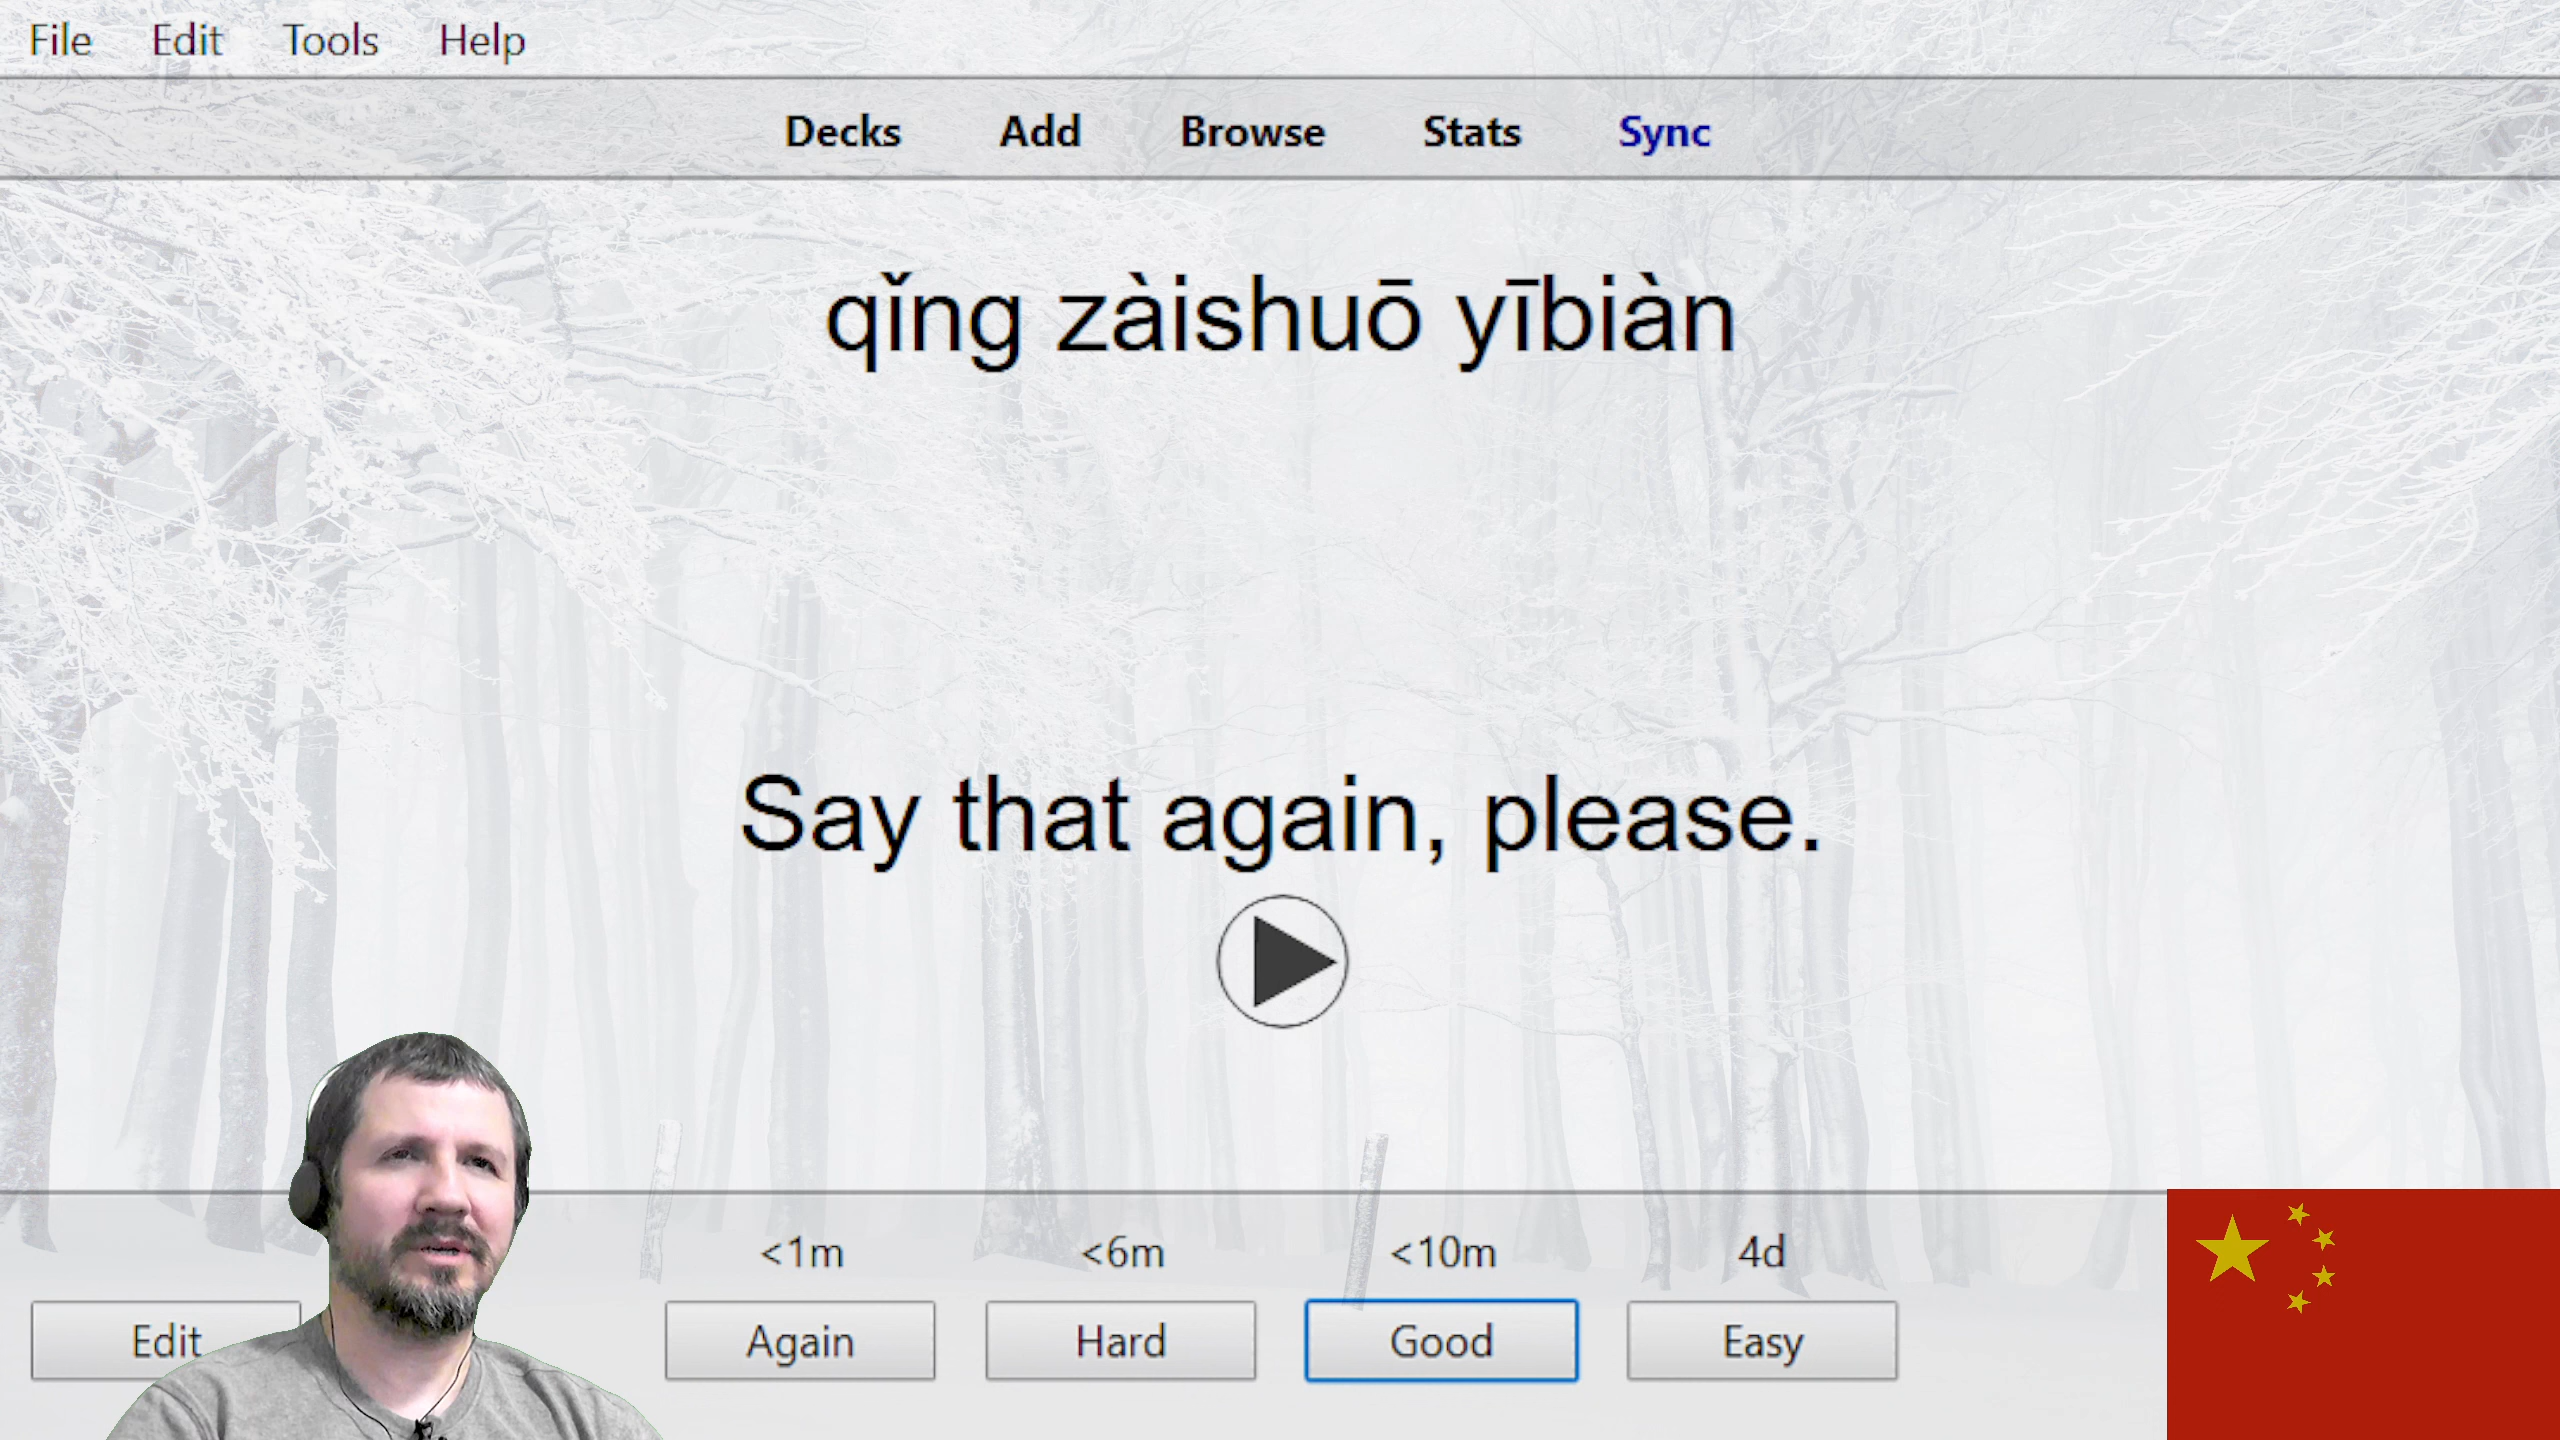 File Edit Tools Help
Decks Add Browse Stats Sync
qǐng zàishuō yībiàn
Say that again, please.
<1m <6m <10m 4d
Edit Again Hard Good Easy